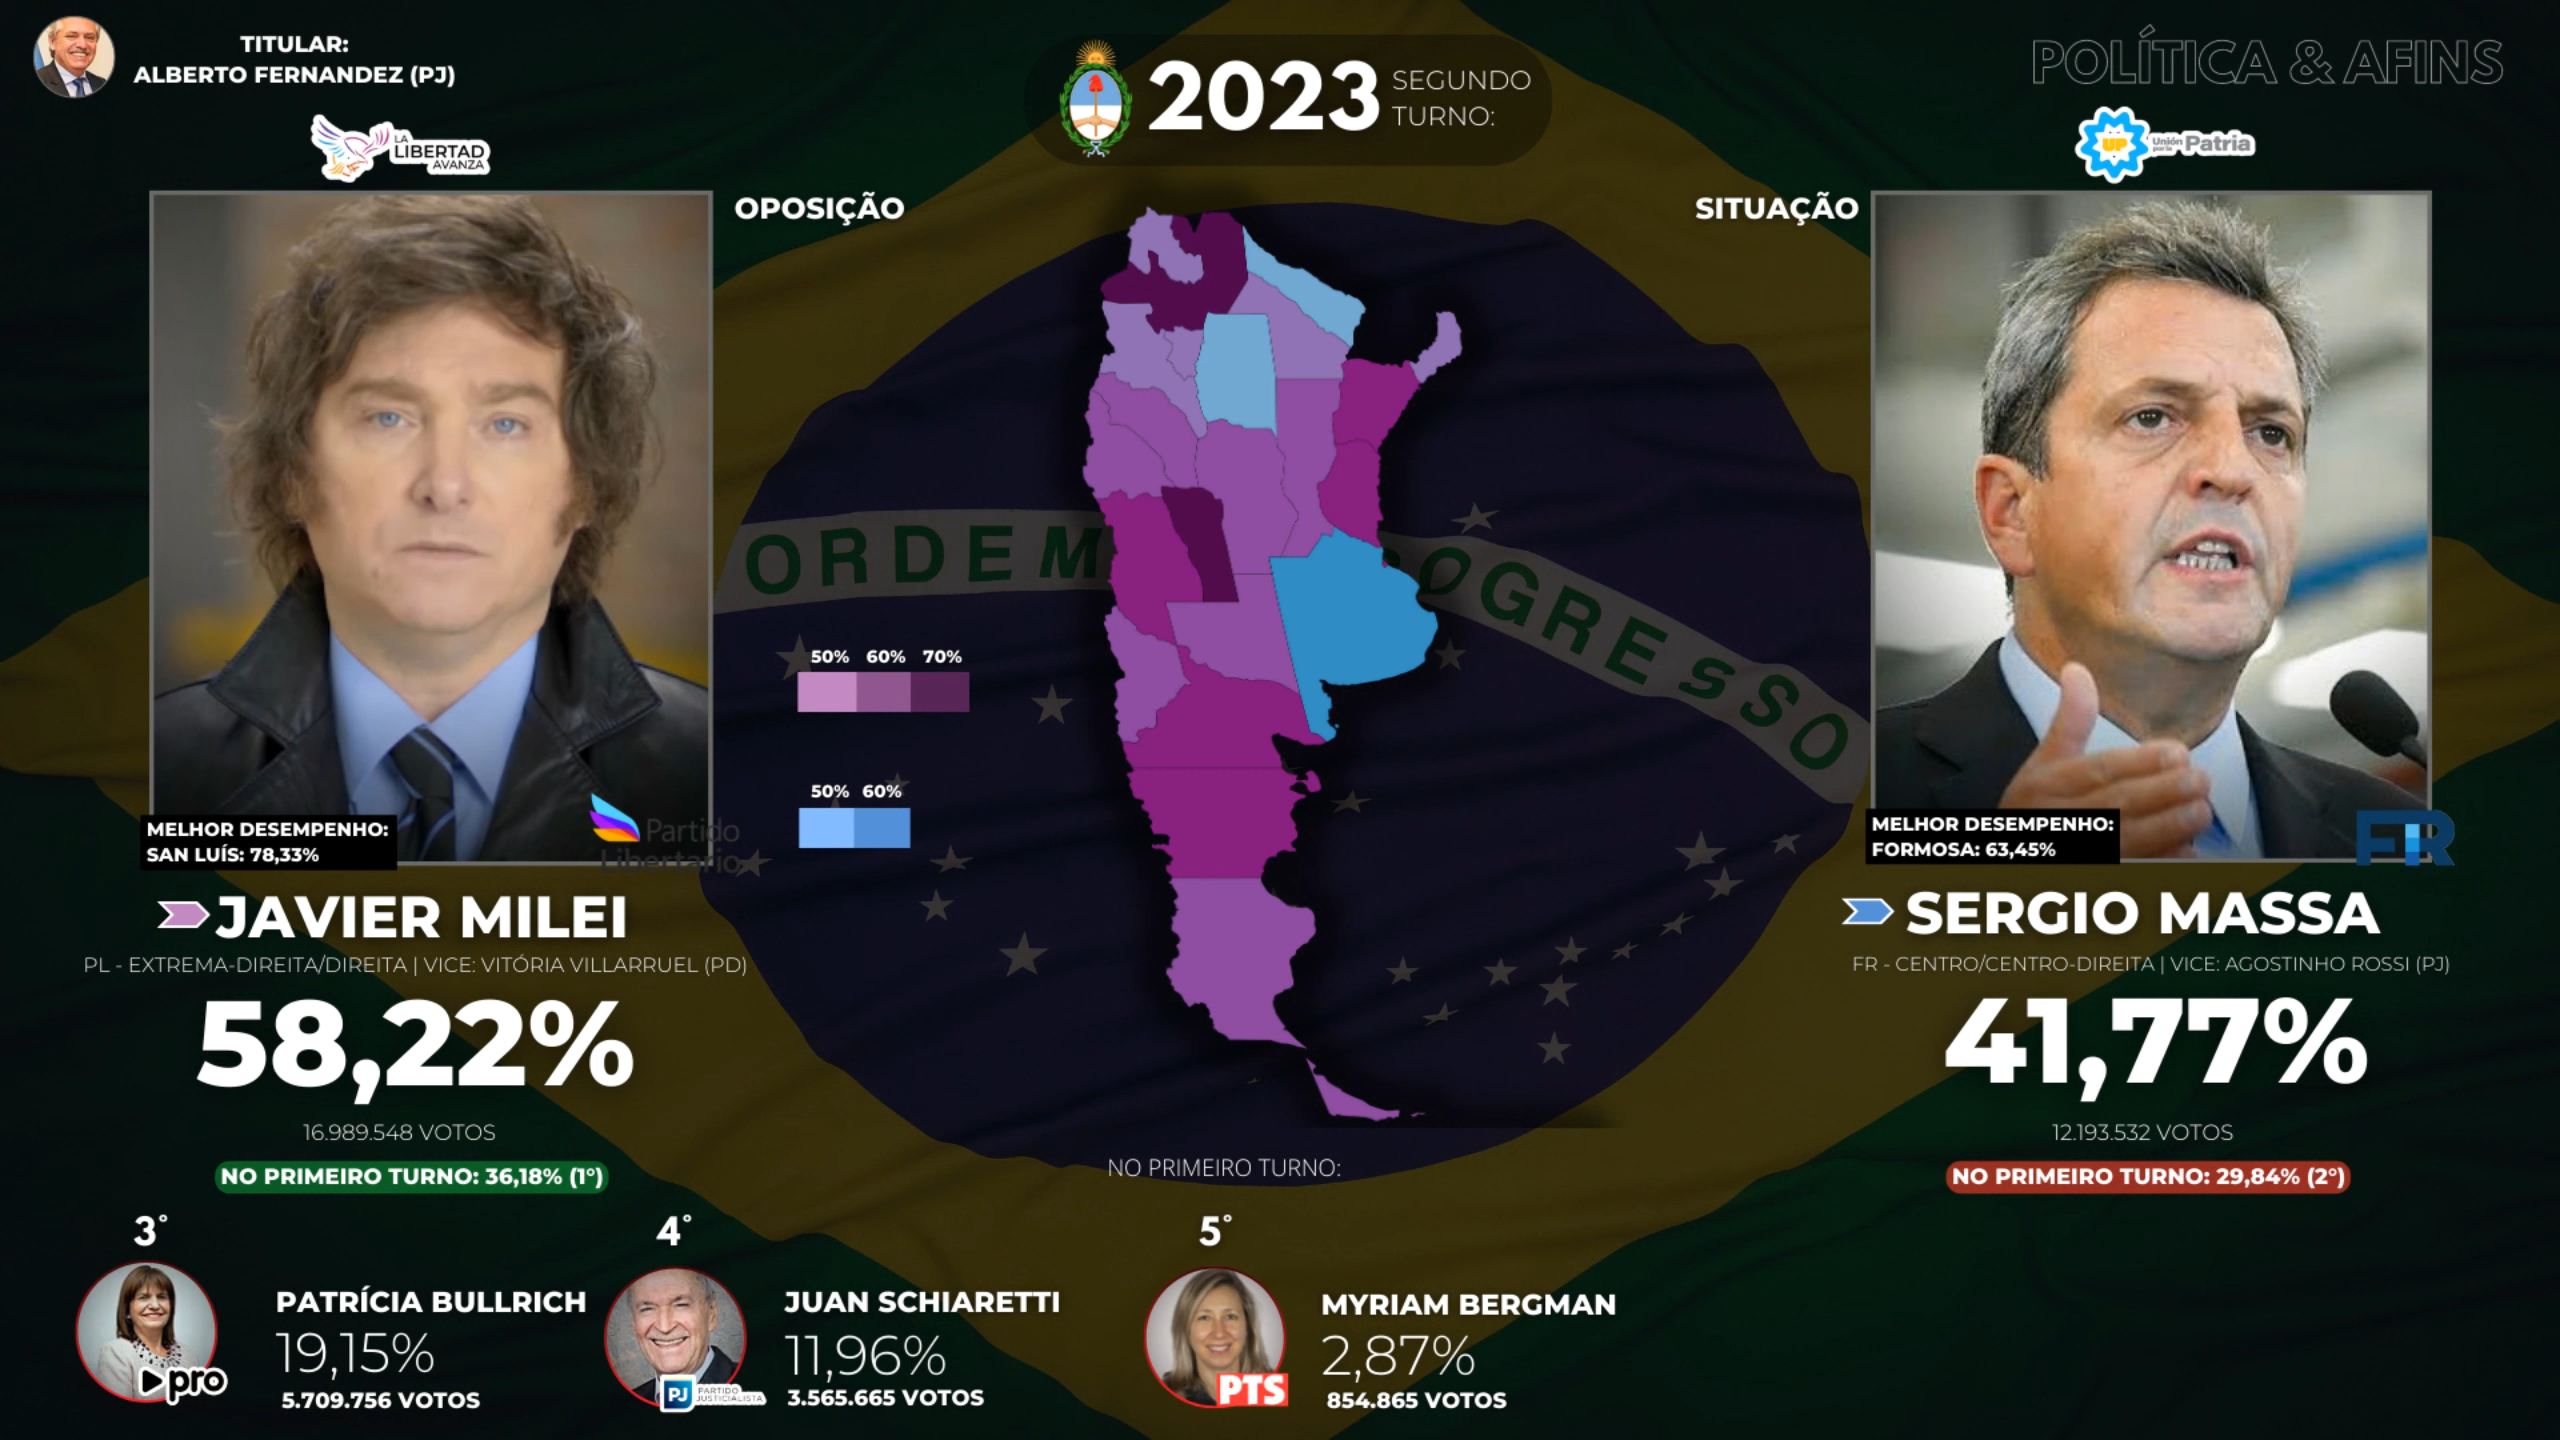 TITULAR:
ALBERTO FERNANDEZ (PJ)
2023 SEGUNDO
TURNO:
POLÍTICA & AFINS
LA
LIBERTAD
AVANZA
UP
Unión
por la
Patria
OPOSIÇÃO
SITUAÇÃO
ORDEM
OGRESSO
50% 60% 70%
50% 60%
MELHOR DESEMPENHO:
SAN LUÍS: 78,33%
Partido
Libertario
MELHOR DESEMPENHO:
FORMOSA: 63,45%
FR
JAVIER MILEI
PL - EXTREMA-DIREITA/DIREITA | VICE: VITÓRIA VILLARRUEL (PD)
58,22%
16.989.548 VOTOS
NO PRIMEIRO TURNO: 36,18% (1°)
SERGIO MASSA
FR - CENTRO/CENTRO-DIREITA | VICE: AGOSTINHO ROSSI (PJ)
41,77%
12.193.532 VOTOS
NO PRIMEIRO TURNO: 29,84% (2°)
NO PRIMEIRO TURNO:
3°
PATRÍCIA BULLRICH
19,15%
5.709.756 VOTOS
pro
4°
JUAN SCHIARETTI
11,96%
3.565.665 VOTOS
PJ PARTIDO
JUSTICIALISTA
5°
MYRIAM BERGMAN
2,87%
854.865 VOTOS
PTS